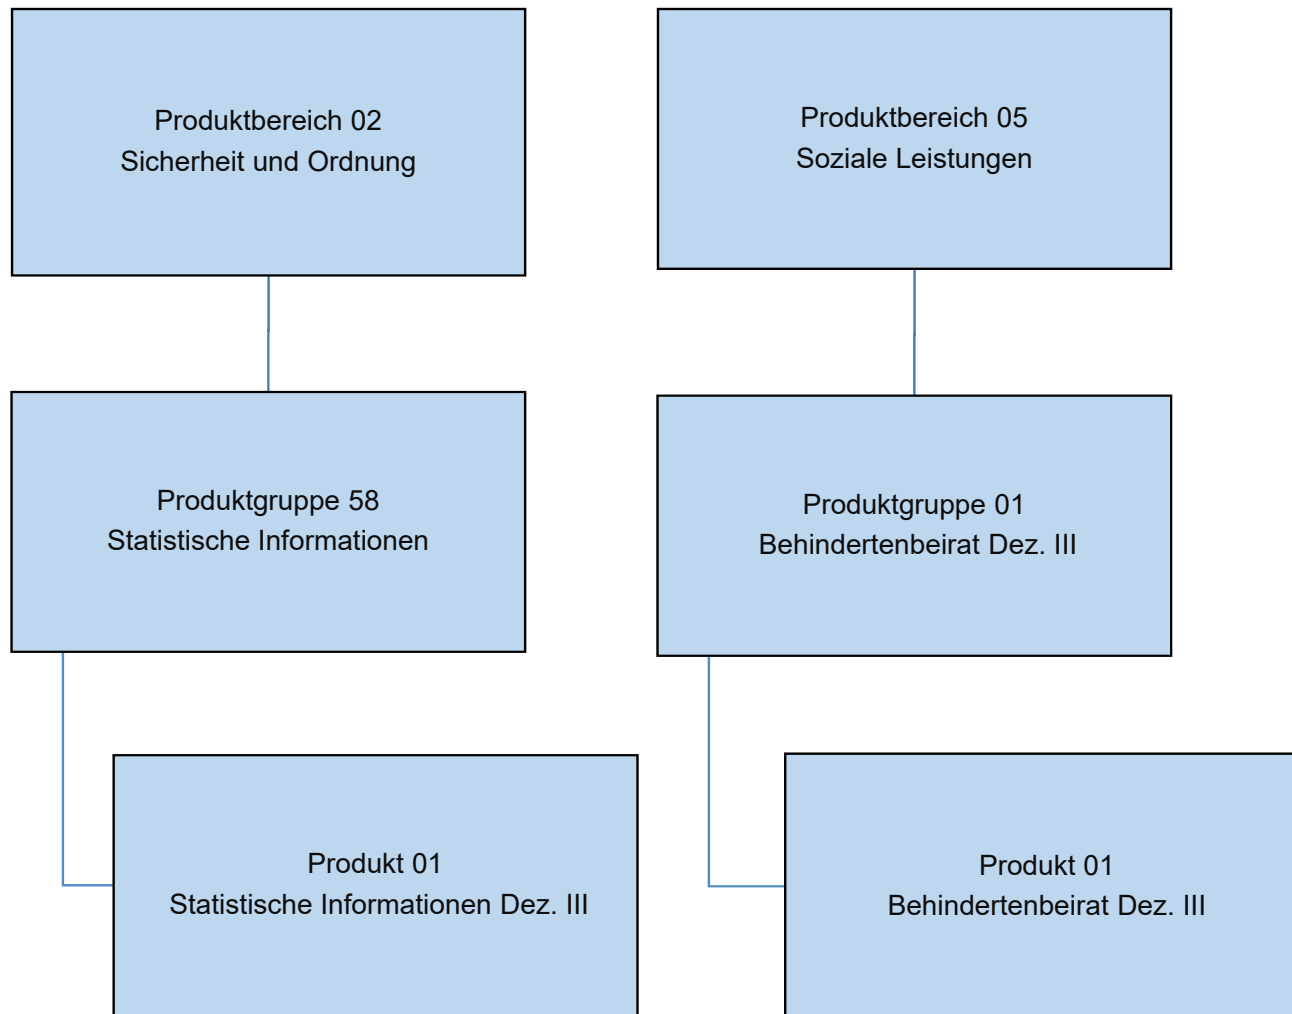 Produktbereich 02
Sicherheit und Ordnung
Produktbereich 05
Soziale Leistungen
Produktgruppe 58
Statistische Informationen
Produktgruppe 01
Behindertenbeirat Dez. III
Produkt 01
Statistische Informationen Dez. III
Produkt 01
Behindertenbeirat Dez. III